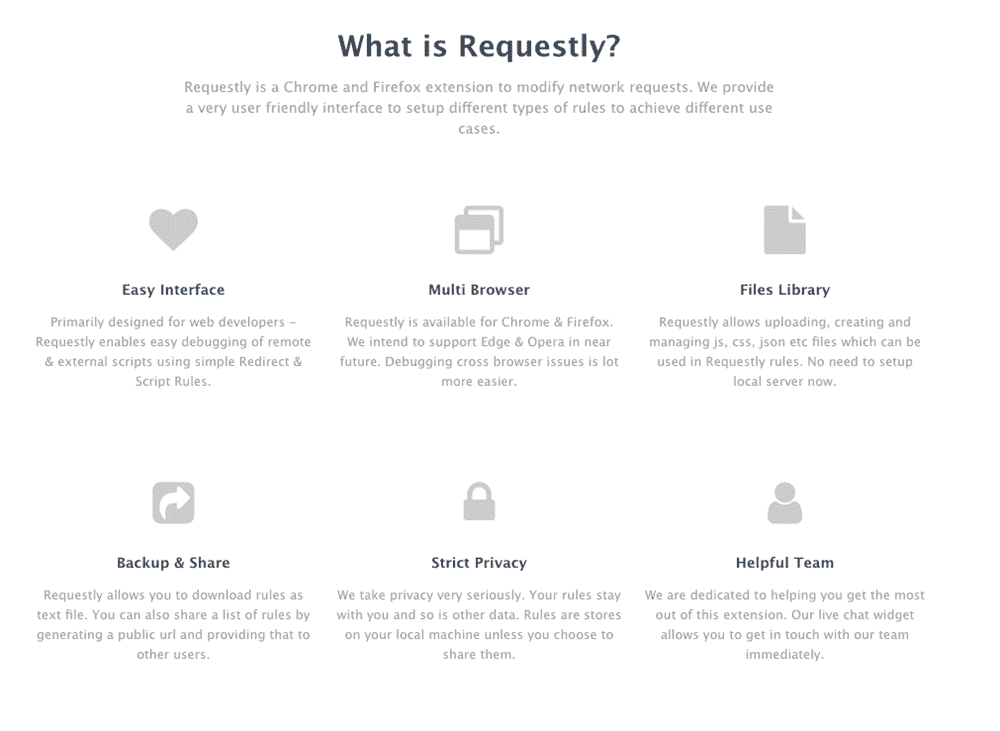 What is Requestly?
Requestly is a Chrome and Firefox extension to modify network requests. We provide
a very user friendly interface to setup different types of rules to achieve different use
cases.
Easy Interface
Primarily designed for web developers –
Requestly enables easy debugging of remote
& external scripts using simple Redirect &
Script Rules.
Multi Browser
Requestly is available for Chrome & Firefox.
We intend to support Edge & Opera in near
future. Debugging cross browser issues is lot
more easier.
Files Library
Requestly allows uploading, creating and
managing js, css, json etc files which can be
used in Requestly rules. No need to setup
local server now.
Backup & Share
Requestly allows you to download rules as
text file. You can also share a list of rules by
generating a public url and providing that to
other users.
Strict Privacy
We take privacy very seriously. Your rules stay
with you and so is other data. Rules are stores
on your local machine unless you choose to
share them.
Helpful Team
We are dedicated to helping you get the most
out of this extension. Our live chat widget
allows you to get in touch with our team
immediately.